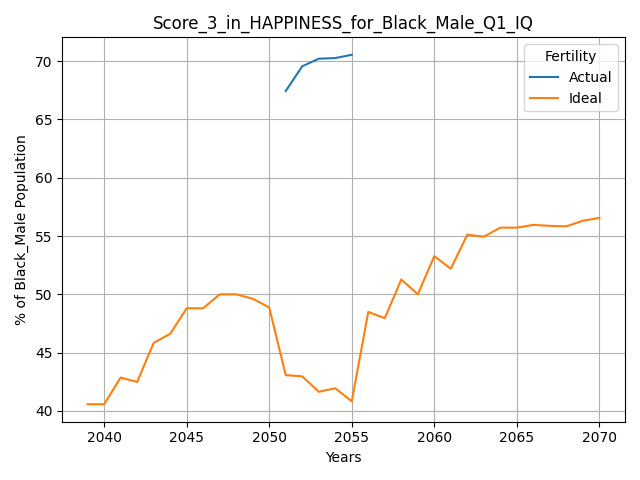 Score_3_in_HAPPINESS_for_Black_Male_Q1_IQ
% of Black_Male Population
70
65
60
55
50
45
40
Fertility
Actual
Ideal
2040
2045
2050
2055
2060
2065
2070
Years